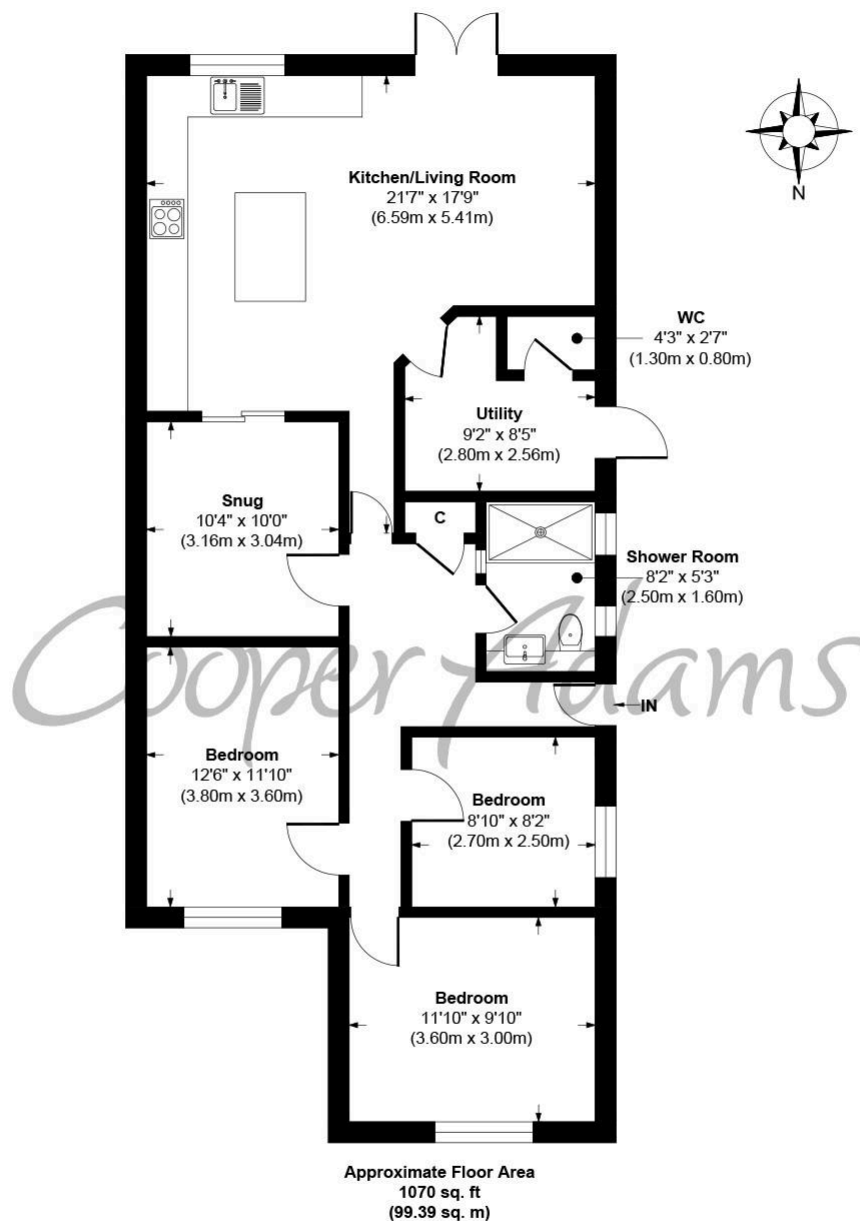 N
Kitchen/Living Room
21'7" x 17'9"
(6.59m x 5.41m)
WC
4'3" x 2'7"
(1.30m x 0.80m)
Utility
9'2" x 8'5"
(2.80m x 2.56m)
Snug
10'4" x 10'0"
(3.16m x 3.04m)
C
Shower Room
8'2" x 5'3"
(2.50m x 1.60m)
Cooper Adams
IN
Bedroom
12'6" x 11'10"
(3.80m x 3.60m)
Bedroom
8'10" x 8'2"
(2.70m x 2.50m)
Bedroom
11'10" x 9'10"
(3.60m x 3.00m)
Approximate Floor Area
1070 sq. ft
(99.39 sq. m)